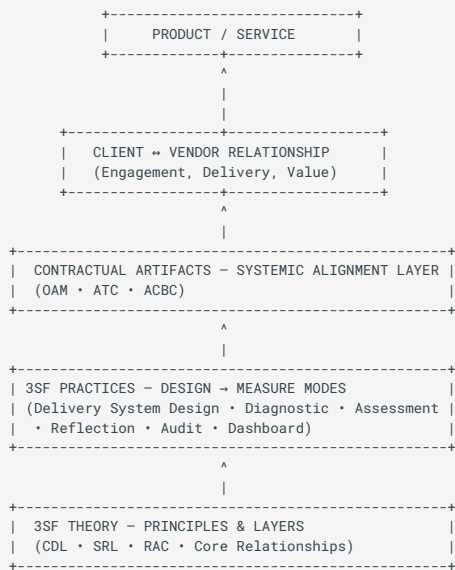 PRODUCT / SERVICE
CLIENT ↔ VENDOR RELATIONSHIP
(Engagement, Delivery, Value)
CONTRACTUAL ARTIFACTS — SYSTEMIC ALIGNMENT LAYER
(OAM • ATC • ACBC)
3SF PRACTICES — DESIGN → MEASURE MODES
(Delivery System Design • Diagnostic • Assessment
• Reflection • Audit • Dashboard)
3SF THEORY — PRINCIPLES & LAYERS
(CDL • SRL • RAC • Core Relationships)